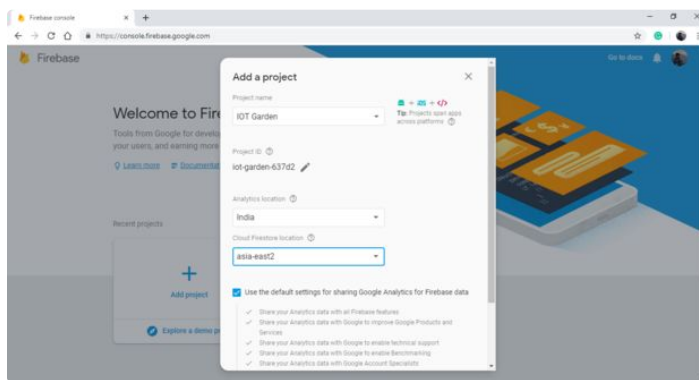 Firebase console
https://console.firebase.google.com
Firebase
Go to docs
Welcome to Fire
Tools from Google for develo
your users, and earning more
Learn more
Documentat
Recent projects
Add project
Explore a demo pr
Add a project
Project name
IOT Garden
Tip: Projects span apps
across platforms
Project ID:
iot-garden-637d2
Analytics location
India
Cloud Firestore location
asia-east2
Use the default settings for sharing Google Analytics for Firebase data
Share your Analytics data with all Firebase features
Share your Analytics data with Google to improve Google Products and
Services
Share your Analytics data with Google to enable technical support
Share your Analytics data with Google to enable Benchmarking
Share your Analytics data with Google Account Specialists